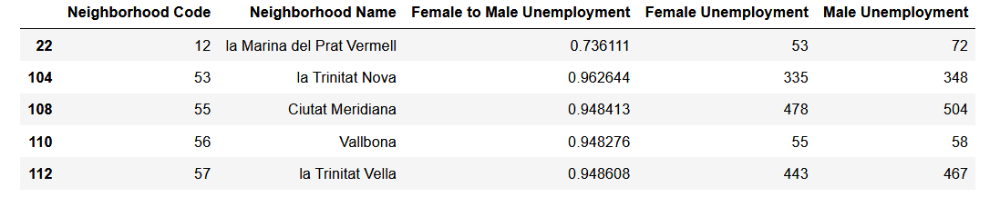 Neighborhood Code Neighborhood Name Female to Male Unemployment Female Unemployment Male Unemployment
22 12 la Marina del Prat Vermell 0.736111 53 72
104 53 la Trinitat Nova 0.962644 335 348
108 55 Ciutat Meridiana 0.948413 478 504
110 56 Vallbona 0.948276 55 58
112 57 la Trinitat Vella 0.948608 443 467